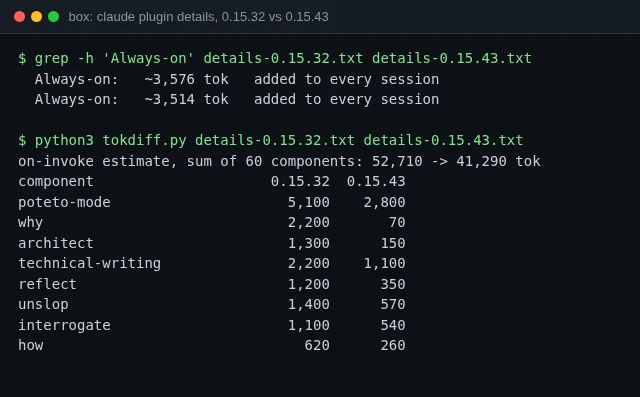 box: claude plugin details, 0.15.32 vs 0.15.43
$ grep -h 'Always-on' details-0.15.32.txt details-0.15.43.txt
Always-on: ~3,576 tok added to every session
Always-on: ~3,514 tok added to every session
$ python3 tokdiff.py details-0.15.32.txt details-0.15.43.txt
on-invoke estimate, sum of 60 components: 52,710 -> 41,290 tok
component 0.15.32 0.15.43
poteto-mode 5,100 2,800
why 2,200 70
architect 1,300 150
technical-writing 2,200 1,100
reflect 1,200 350
unslop 1,400 570
interrogate 1,100 540
how 620 260